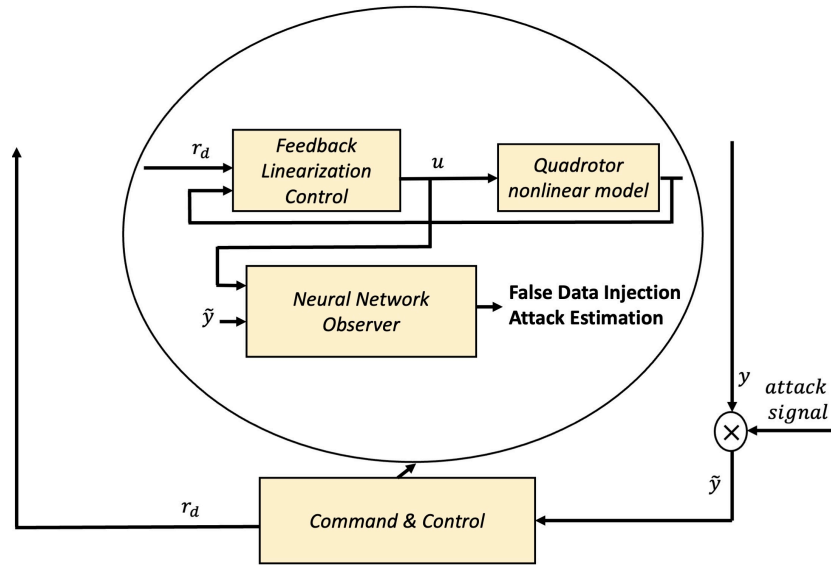 r_d
Feedback
Linearization
Control
u
Quadrotor
nonlinear model
Neural Network
Observer
ỹ
False Data Injection
Attack Estimation
y
attack
signal
×
ỹ
r_d
Command & Control